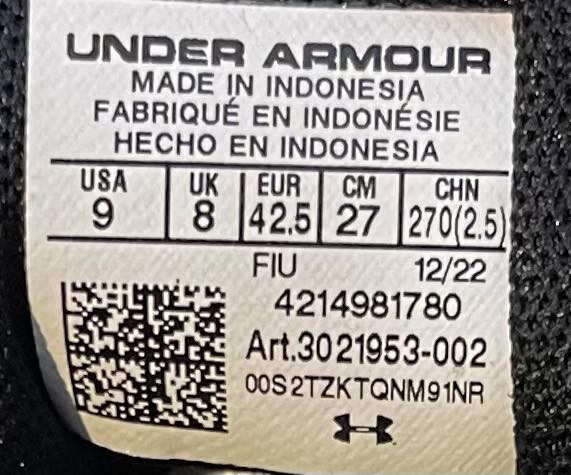 UNDER ARMOUR
MADE IN INDONESIA
FABRIQUÉ EN INDONÉSIE
HECHO EN INDONESIA
USA UK EUR CM CHN
9 8 42.5 27 270(2.5)
FIU 12/22
4214981780
Art.3021953-002
00S2TZKTQNM91NR